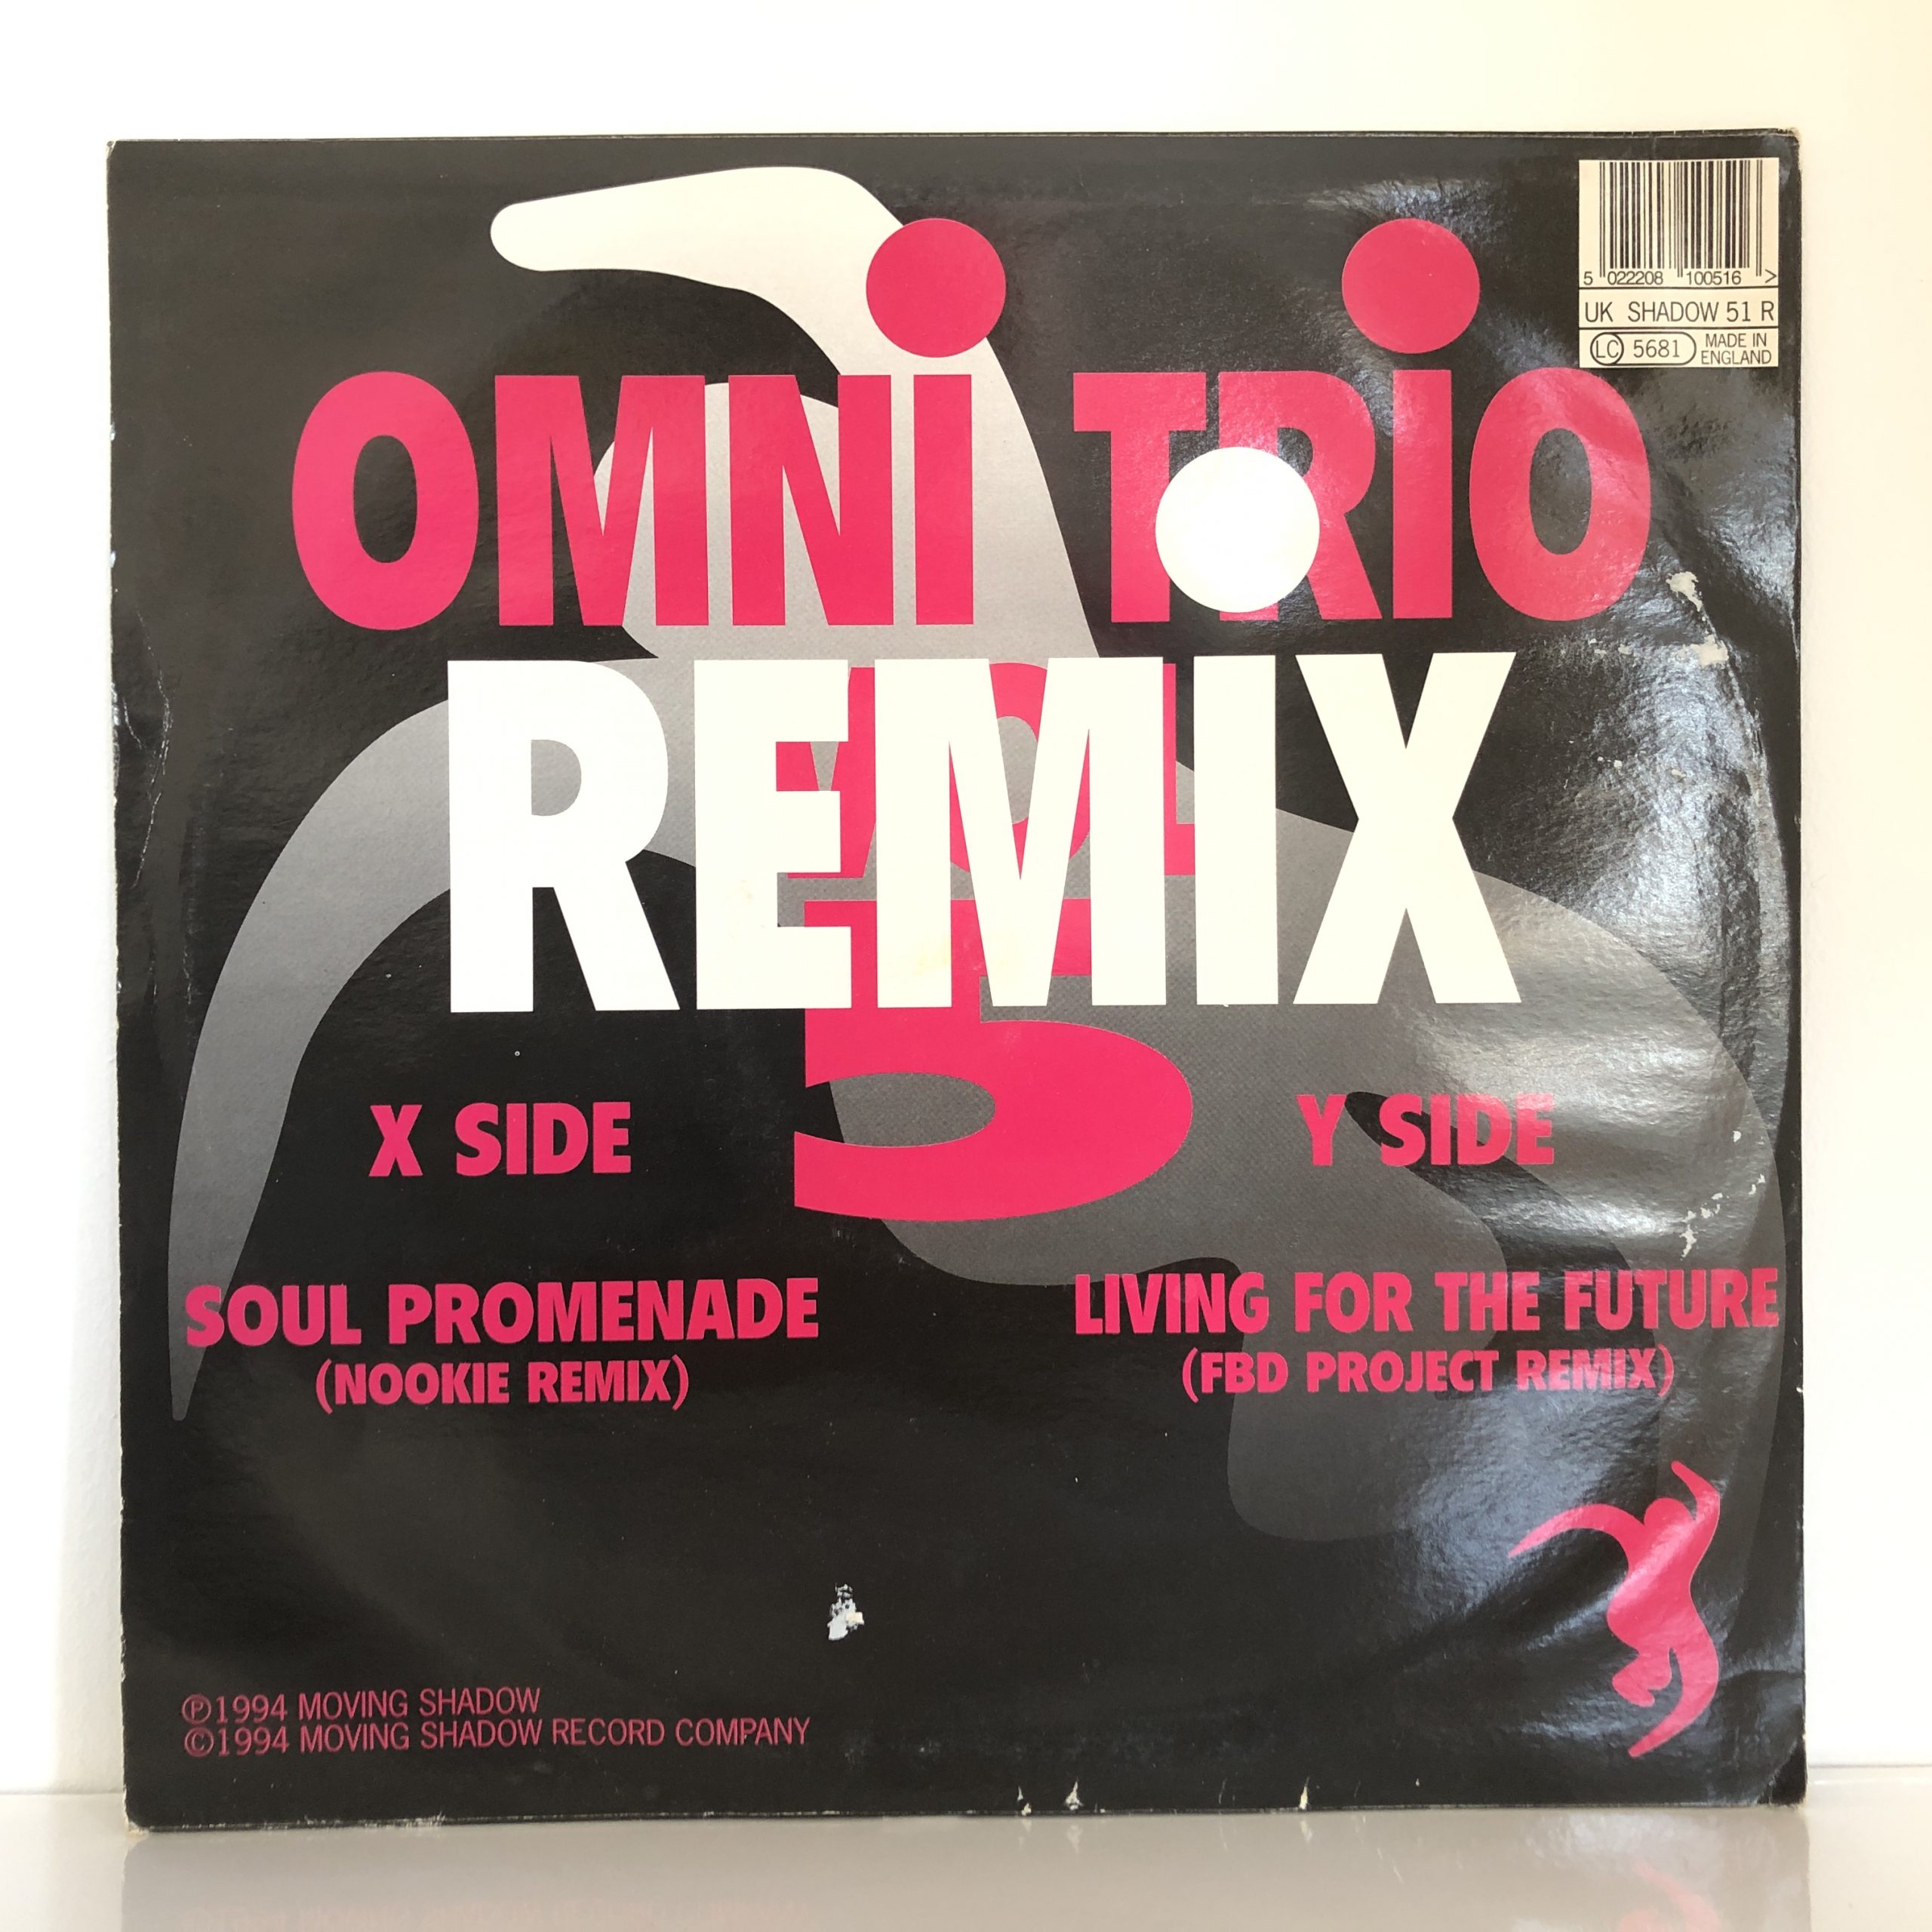 5 022208 100516 >
UK SHADOW 51 R
LC 5681 MADE IN ENGLAND
OMNi TRiO
REMIX
VOL
5
X SIDE
SOUL PROMENADE
(NOOKIE REMIX)
Y SIDE
LIVING FOR THE FUTURE
(FBD PROJECT REMIX)
℗1994 MOVING SHADOW
©1994 MOVING SHADOW RECORD COMPANY